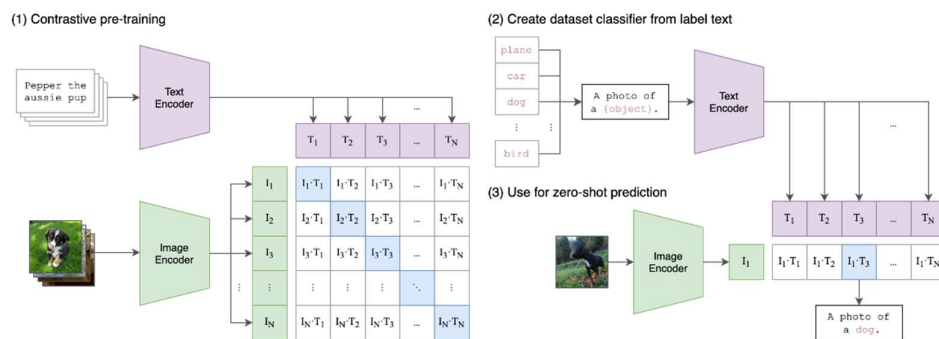 (1) Contrastive pre-training
Pepper the
aussie pup
Text
Encoder
...
T1 T2 T3 ... TN
I1 I1·T1 I1·T2 I1·T3 ... I1·TN
I2 I2·T1 I2·T2 I2·T3 ... I2·TN
Image
Encoder
I3 I3·T1 I3·T2 I3·T3 ... I3·TN
⋮ ⋮ ⋮ ⋮ ⋮ ⋱ ⋮
IN IN·T1 IN·T2 IN·T3 ... IN·TN
(2) Create dataset classifier from label text
plane
car
dog
⋮
bird
A photo of
a {object}.
Text
Encoder
...
(3) Use for zero-shot prediction
T1 T2 T3 ... TN
Image
Encoder
I1 I1·T1 I1·T2 I1·T3 ... I1·TN
A photo of
a dog.